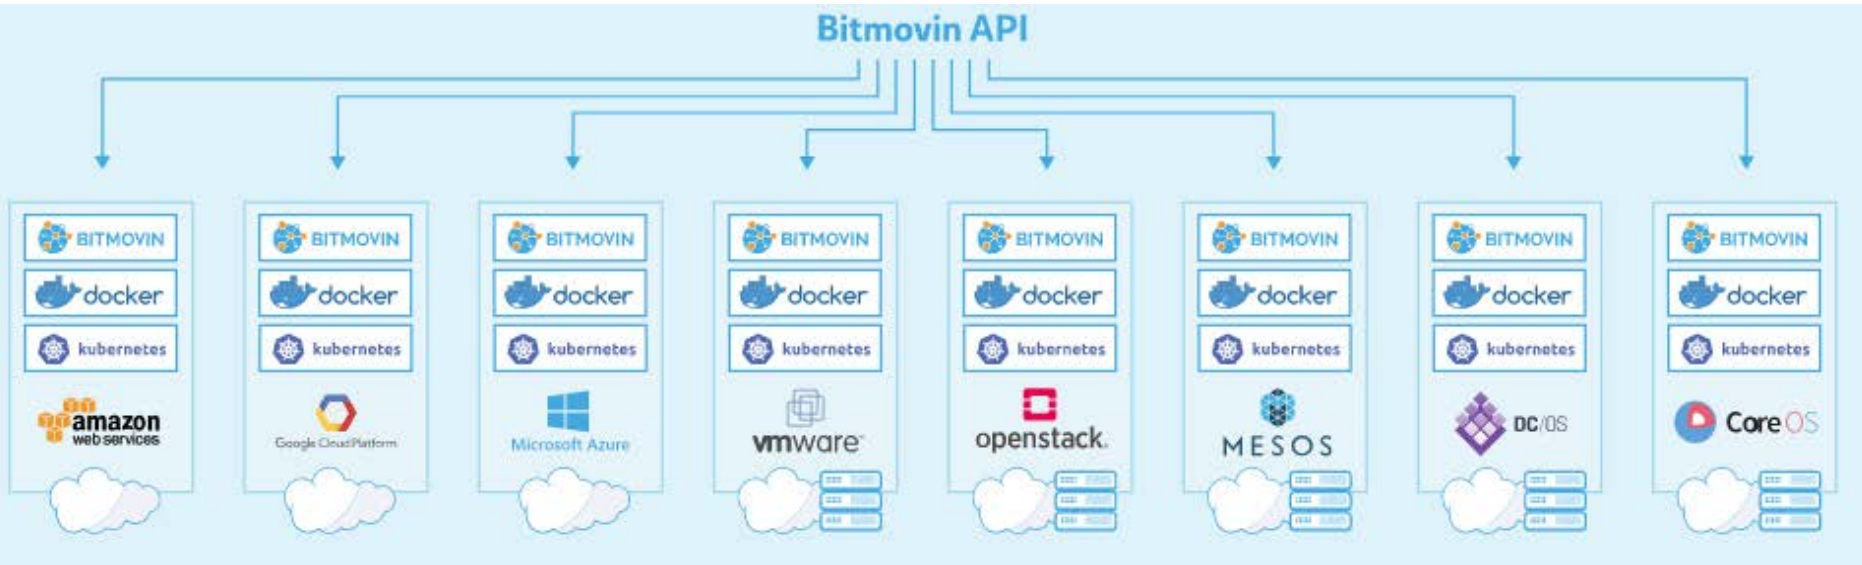 Bitmovin API
BITMOVIN
docker
kubernetes
amazon
web services
BITMOVIN
docker
kubernetes
Google Cloud Platform
BITMOVIN
docker
kubernetes
Microsoft Azure
BITMOVIN
docker
kubernetes
vmware
BITMOVIN
docker
kubernetes
openstack.
BITMOVIN
docker
kubernetes
MESOS
BITMOVIN
docker
kubernetes
DC/OS
BITMOVIN
docker
kubernetes
Core OS